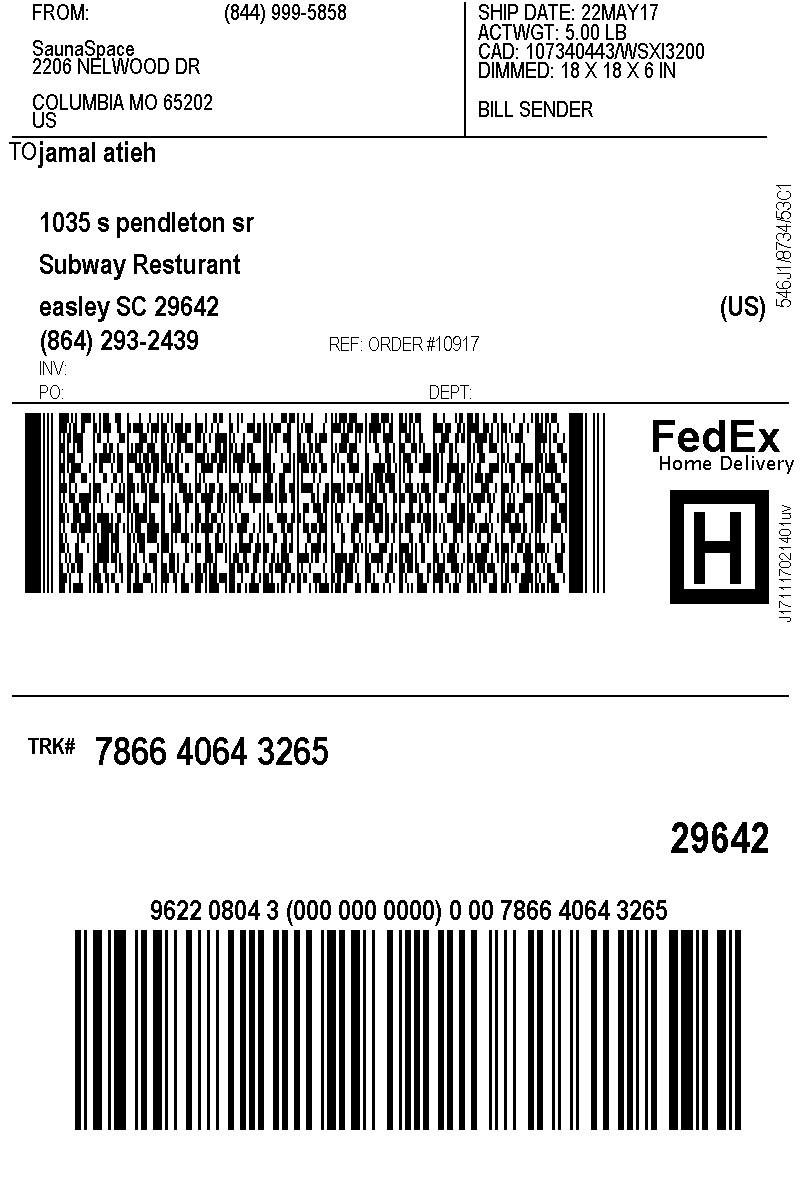 FROM: (844) 999-5858
SaunaSpace
2206 NELWOOD DR
COLUMBIA MO 65202
US
SHIP DATE: 22MAY17
ACTWGT: 5.00 LB
CAD: 107340443/WSXI3200
DIMMED: 18 X 18 X 6 IN
BILL SENDER
TO jamal atieh
1035 s pendleton sr
Subway Resturant
easley SC 29642 (US)
(864) 293-2439 REF: ORDER #10917
INV:
PO: DEPT:
546J1/8734/53C1
FedEx
Home Delivery
H
J171117021401uv
TRK# 7866 4064 3265
29642
9622 0804 3 (000 000 0000) 0 00 7866 4064 3265